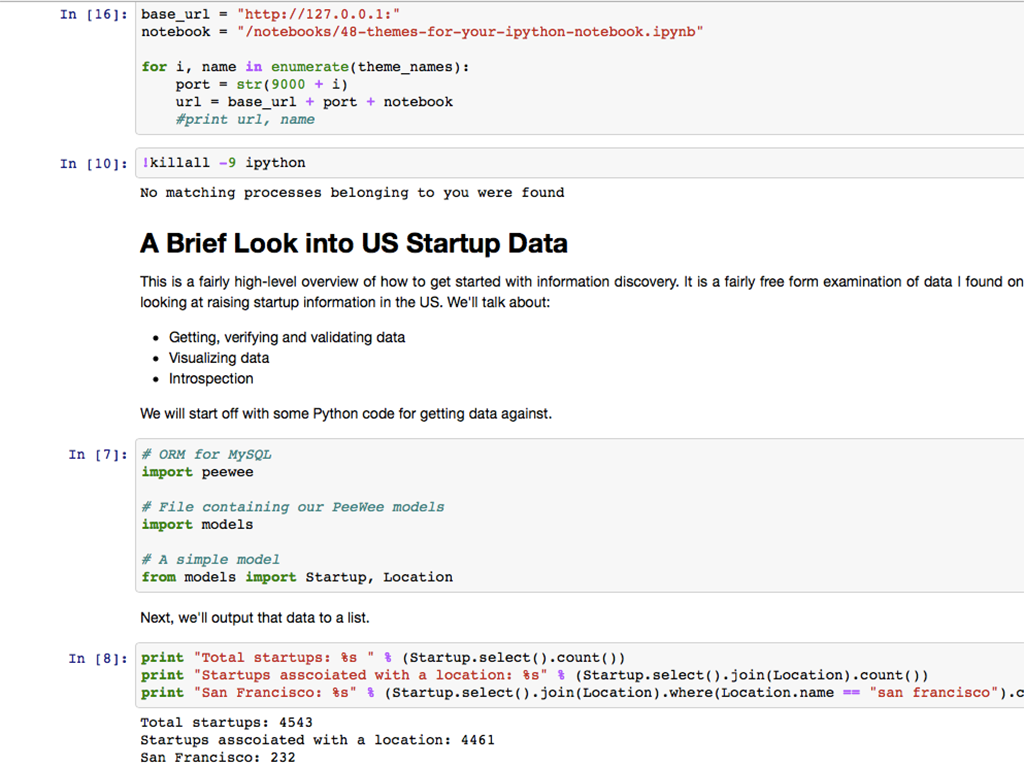 In [16]: base_url = "http://127.0.0.1:"
notebook = "/notebooks/48-themes-for-your-ipython-notebook.ipynb"
for i, name in enumerate(theme_names):
port = str(9000 + i)
url = base_url + port + notebook
#print url, name
In [10]: !killall -9 ipython
No matching processes belonging to you were found
A Brief Look into US Startup Data
This is a fairly high-level overview of how to get started with information discovery. It is a fairly free form examination of data I found on
looking at raising startup information in the US. We'll talk about:
• Getting, verifying and validating data
• Visualizing data
• Introspection
We will start off with some Python code for getting data against.
In [7]: # ORM for MySQL
import peewee
# File containing our PeeWee models
import models
# A simple model
from models import Startup, Location
Next, we'll output that data to a list.
In [8]: print "Total startups: %s " % (Startup.select().count())
print "Startups asscoiated with a location: %s" % (Startup.select().join(Location).count())
print "San Francisco: %s" % (Startup.select().join(Location).where(Location.name == "san francisco").c
Total startups: 4543
Startups asscoiated with a location: 4461
San Francisco: 232